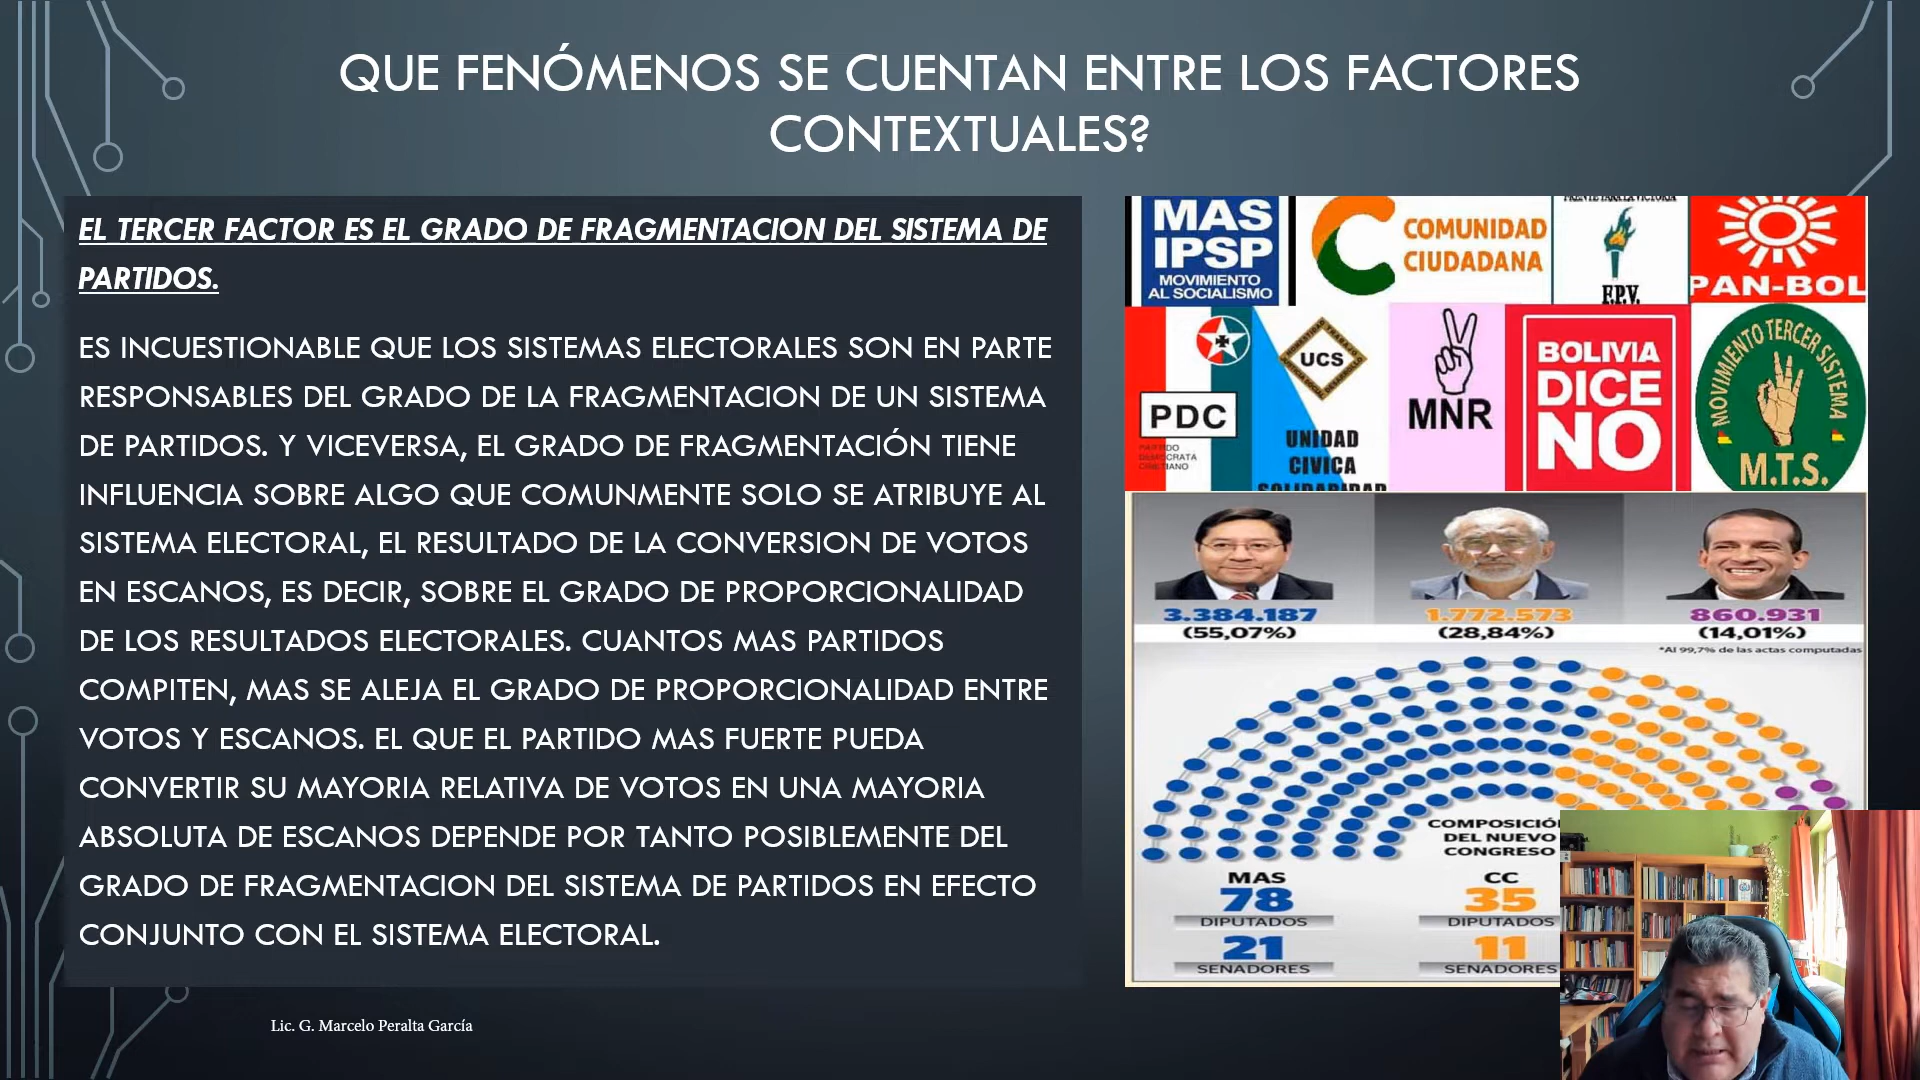 QUE FENÓMENOS SE CUENTAN ENTRE LOS FACTORES
CONTEXTUALES?
EL TERCER FACTOR ES EL GRADO DE FRAGMENTACION DEL SISTEMA DE
PARTIDOS.
ES INCUESTIONABLE QUE LOS SISTEMAS ELECTORALES SON EN PARTE
RESPONSABLES DEL GRADO DE LA FRAGMENTACION DE UN SISTEMA
DE PARTIDOS. Y VICEVERSA, EL GRADO DE FRAGMENTACIÓN TIENE
INFLUENCIA SOBRE ALGO QUE COMUNMENTE SOLO SE ATRIBUYE AL
SISTEMA ELECTORAL, EL RESULTADO DE LA CONVERSION DE VOTOS
EN ESCANOS, ES DECIR, SOBRE EL GRADO DE PROPORCIONALIDAD
DE LOS RESULTADOS ELECTORALES. CUANTOS MAS PARTIDOS
COMPITEN, MAS SE ALEJA EL GRADO DE PROPORCIONALIDAD ENTRE
VOTOS Y ESCANOS. EL QUE EL PARTIDO MAS FUERTE PUEDA
CONVERTIR SU MAYORIA RELATIVA DE VOTOS EN UNA MAYORIA
ABSOLUTA DE ESCANOS DEPENDE POR TANTO POSIBLEMENTE DEL
GRADO DE FRAGMENTACION DEL SISTEMA DE PARTIDOS EN EFECTO
CONJUNTO CON EL SISTEMA ELECTORAL.
Lic. G. Marcelo Peralta García
MAS
IPSP
MOVIMIENTO
AL SOCIALISMO
COMUNIDAD
CIUDADANA
F.P.V.
PAN-BOL
PDC
UCS
UNIDAD
CIVICA
SOLIDARIDAD
MNR
BOLIVIA
DICE
NO
MOVIMIENTO TERCER SISTEMA
M.T.S.
3.384.187
(55,07%)
1.772.573
(28,84%)
860.931
(14,01%)
*Al 99,7% de las actas computadas
COMPOSICIÓ
DEL NUEVO
CONGRESO
MAS
78
DIPUTADOS
21
SENADORES
CC
35
DIPUTADOS
11
SENADORES